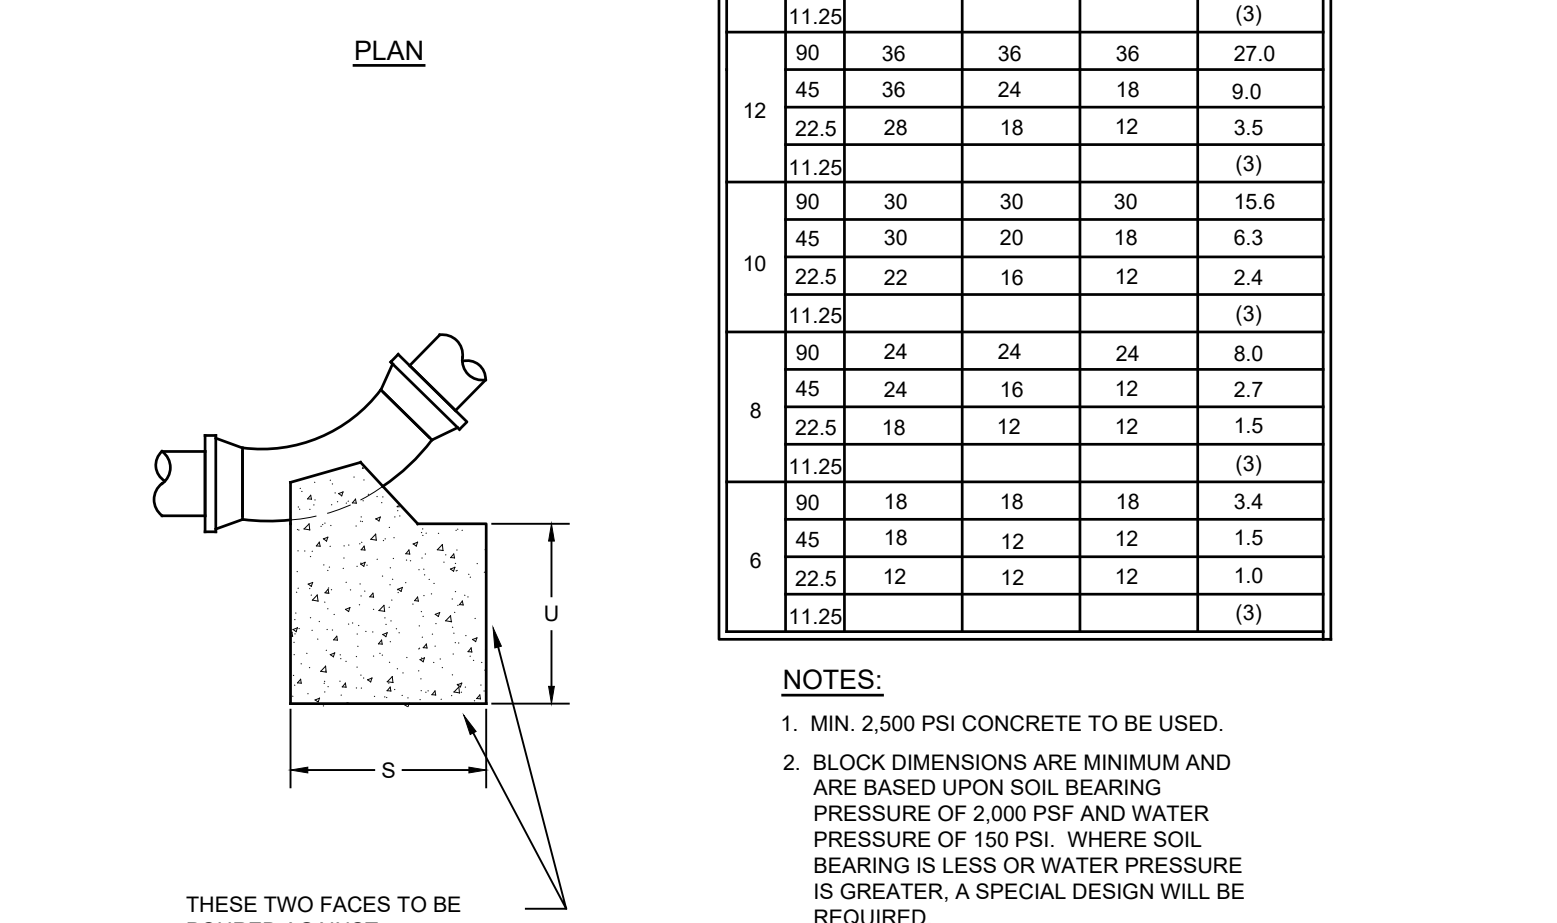 PLAN
11.25 (3)
12
90 36 36 36 27.0
45 36 24 18 9.0
22.5 28 18 12 3.5
11.25 (3)
10
90 30 30 30 15.6
45 30 20 18 6.3
22.5 22 16 12 2.4
11.25 (3)
8
90 24 24 24 8.0
45 24 16 12 2.7
22.5 18 12 12 1.5
11.25 (3)
6
90 18 18 18 3.4
45 18 12 12 1.5
22.5 12 12 12 1.0
11.25 (3)
U
S
THESE TWO FACES TO BE
POURED AGAINST
NOTES:
1. MIN. 2,500 PSI CONCRETE TO BE USED.
2. BLOCK DIMENSIONS ARE MINIMUM AND
ARE BASED UPON SOIL BEARING
PRESSURE OF 2,000 PSF AND WATER
PRESSURE OF 150 PSI. WHERE SOIL
BEARING IS LESS OR WATER PRESSURE
IS GREATER, A SPECIAL DESIGN WILL BE
REQUIRED